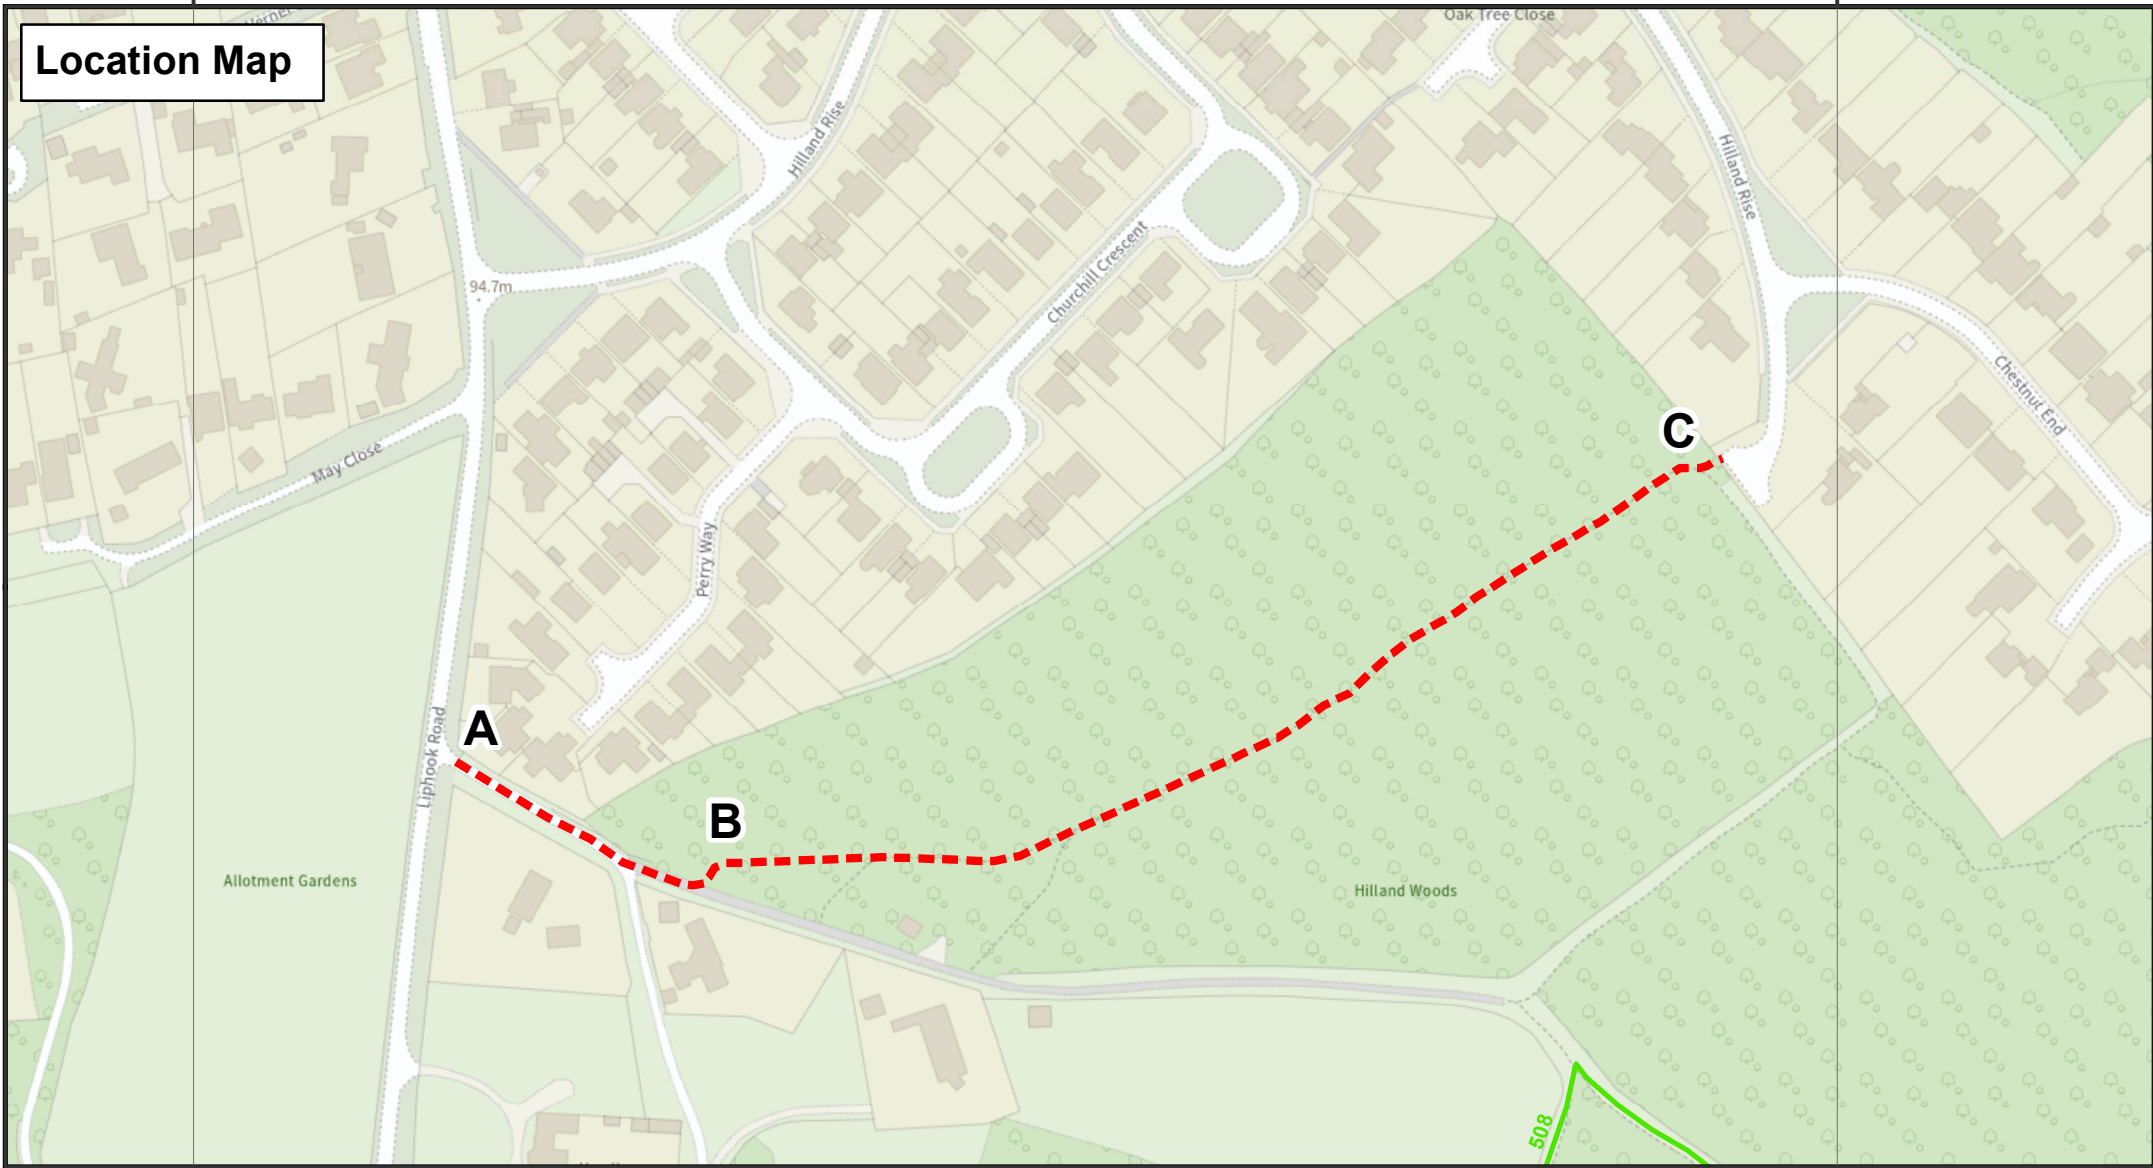 Location Map
Oak Tree Close
Hilland Rise
Hilland Rise
Churchill Crescent
94.7m
Chestnut End
C
May Close
Perry Way
A
Liphook Road
B
Allotment Gardens
Hilland Woods
508